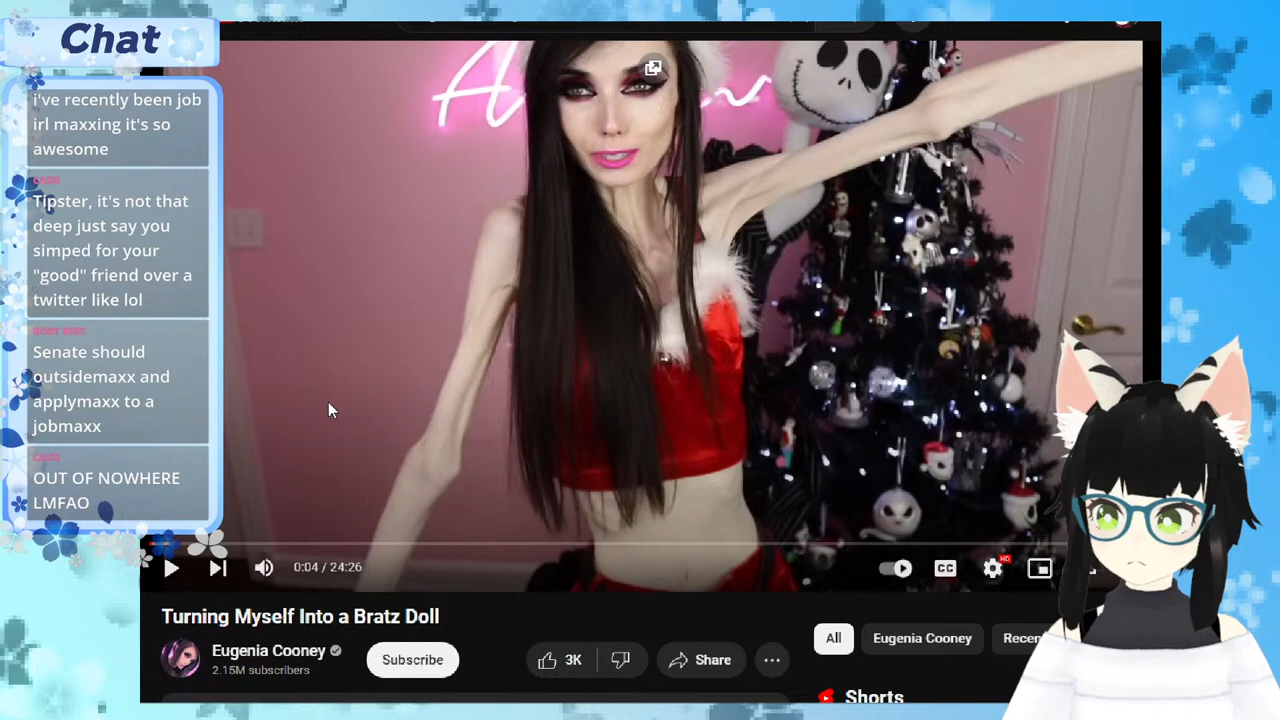 Chat
i've recently been job
irl maxxing it's so
awesome
Tipster, it's not that
deep just say you
simped for your
"good" friend over a
twitter like lol
Senate should
outsidemaxx and
applymaxx to a
jobmaxx
OUT OF NOWHERE
LMFAO
0:04 / 24:26
CC
HD
Turning Myself Into a Bratz Doll
Eugenia Cooney
2.15M subscribers
Subscribe
3K
Share
All
Eugenia Cooney
Recen
Shorts